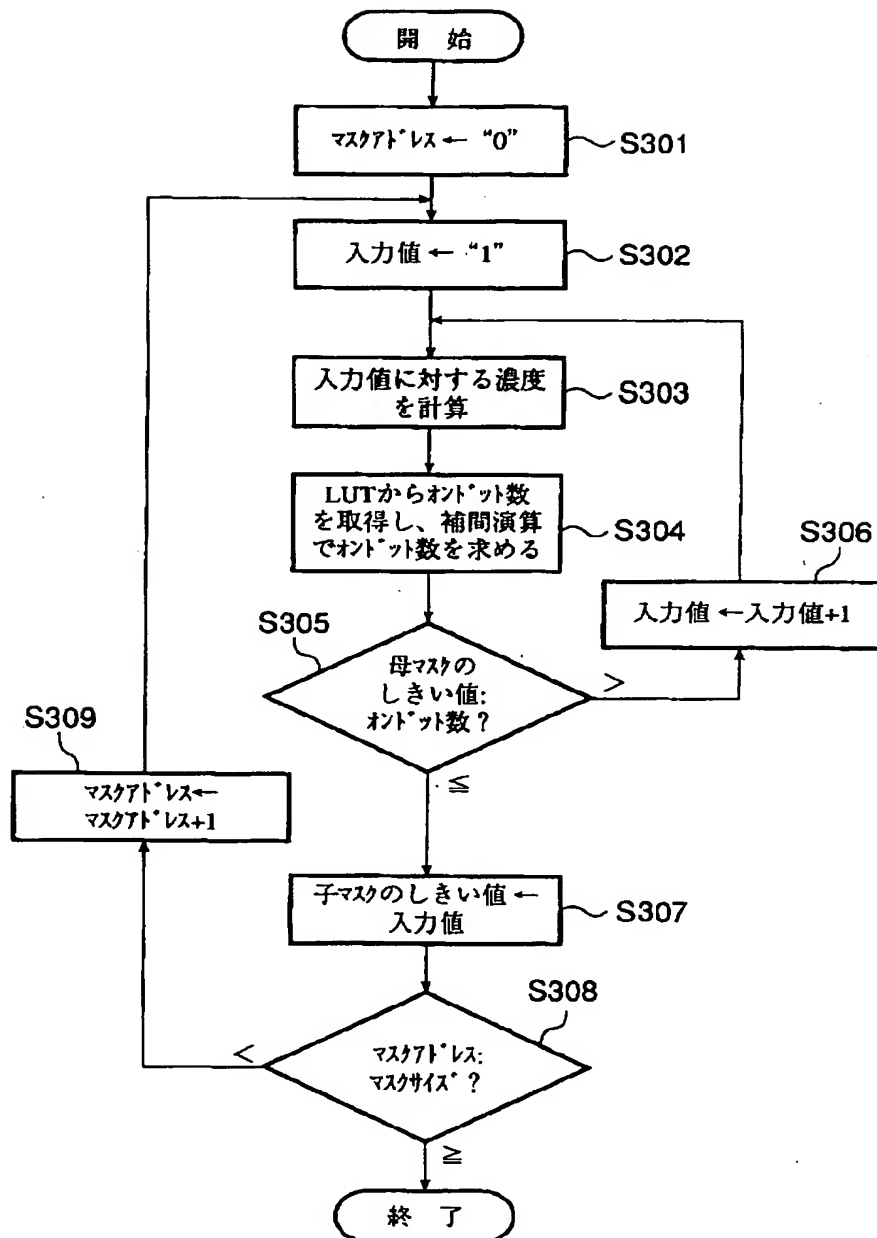 開 始
マスクアドレス ← “0”
S301
入力値 ← “1”
S302
入力値に対する濃度
を計算
S303
LUTからオンドット数
を取得し、補間演算
でオンドット数を求める
S304
S306
入力値 ← 入力値+1
S305
母マスクの
しきい値:
オンドット数?
>
≦
S309
マスクアドレス←
マスクアドレス+1
子マスクのしきい値 ←
入力値
S307
S308
マスクアドレス:
マスクサイズ?
<
≧
終 了